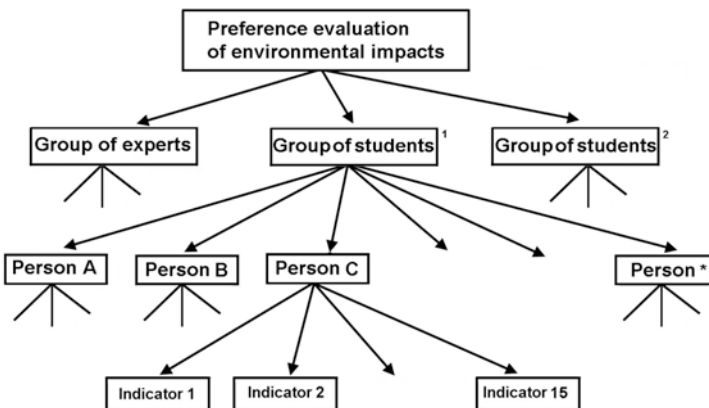 Preference evaluation
of environmental impacts
Group of experts
Group of students 1
Group of students 2
Person A
Person B
Person C
Person *
Indicator 1
Indicator 2
Indicator 15